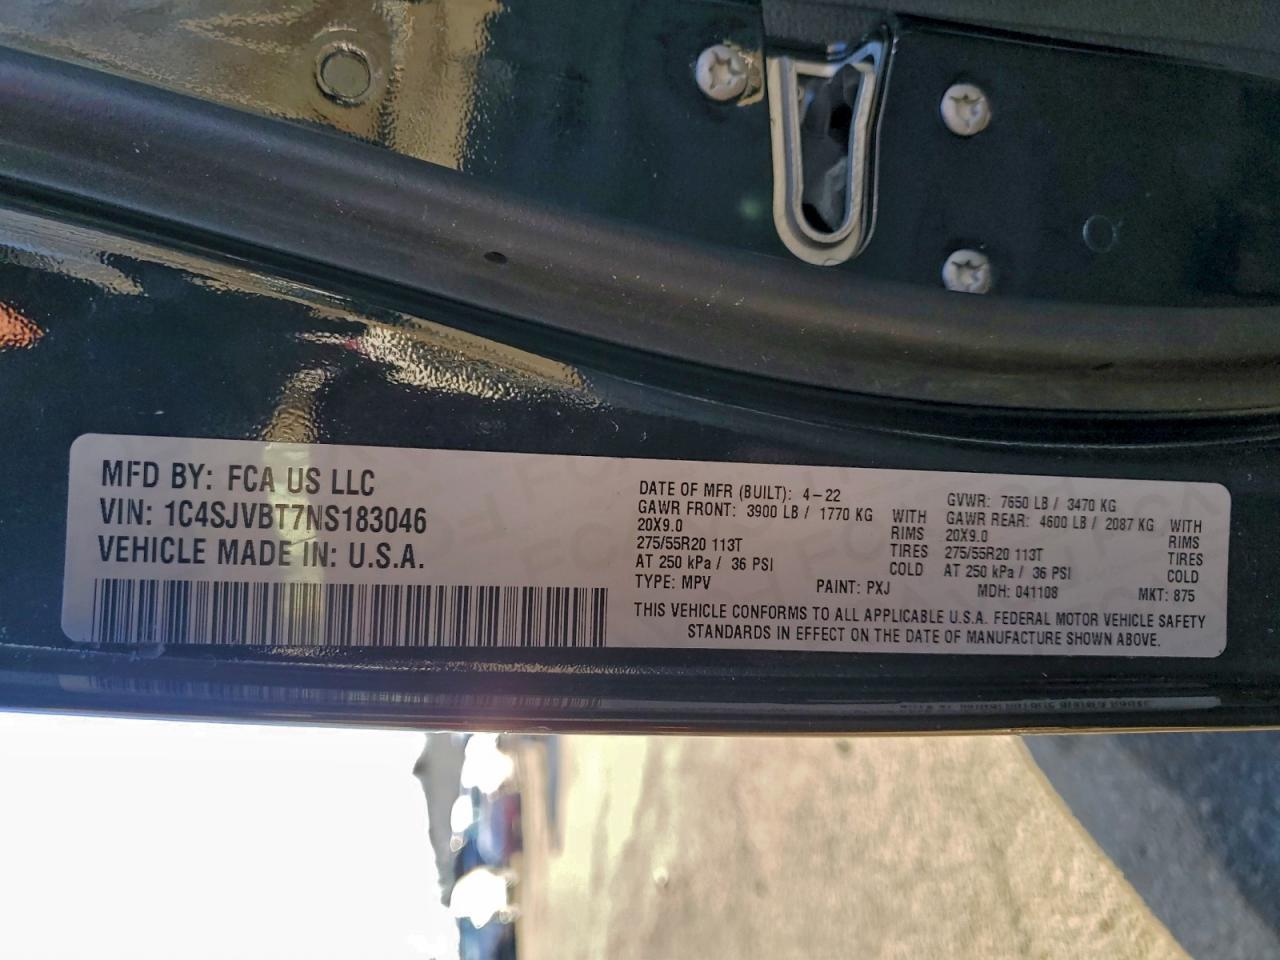 MFD BY: FCA US LLC
VIN: 1C4SJVBT7NS183046
VEHICLE MADE IN: U.S.A.
DATE OF MFR (BUILT): 4-22 GVWR: 7650 LB / 3470 KG
GAWR FRONT: 3900 LB / 1770 KG WITH GAWR REAR: 4600 LB / 2087 KG WITH
20X9.0 RIMS 20X9.0 RIMS
275/55R20 113T TIRES 275/55R20 113T TIRES
AT 250 kPa / 36 PSI COLD AT 250 kPa / 36 PSI COLD
TYPE: MPV PAINT: PXJ MDH: 041108 MKT: 875
THIS VEHICLE CONFORMS TO ALL APPLICABLE U.S.A. FEDERAL MOTOR VEHICLE SAFETY
STANDARDS IN EFFECT ON THE DATE OF MANUFACTURE SHOWN ABOVE.